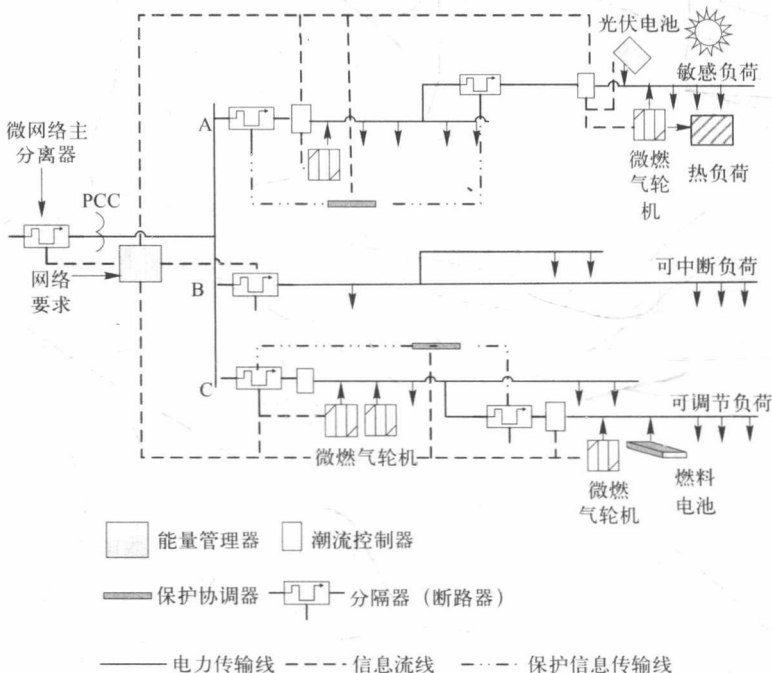 光伏电池
敏感负荷
A
微网络主
分离器
微燃
气轮
机
热负荷
PCC
网络
要求
B
可中断负荷
C
可调节负荷
微燃气轮机
微燃
气轮机
燃料
电池
能量管理器
潮流控制器
保护协调器
分隔器（断路器）
电力传输线
信息流线
保护信息传输线